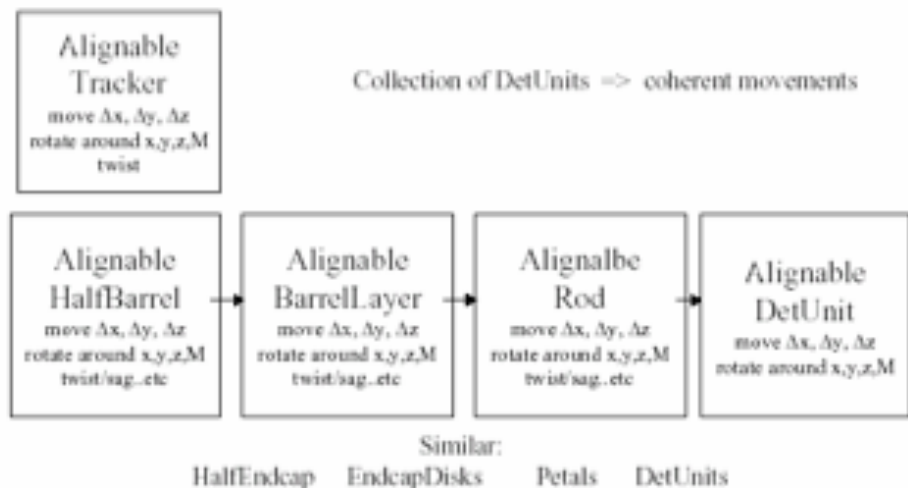 Alignable
Tracker
move Δx, Δy, Δz
rotate around x,y,z,M
twist
Collection of DetUnits => coherent movements
Alignable
HalfBarrel
move Δx, Δy, Δz
rotate around x,y,z,M
twist/sag..etc
Alignable
BarrelLayer
move Δx, Δy, Δz
rotate around x,y,z,M
twist/sag..etc
Alignalbe
Rod
move Δx, Δy, Δz
rotate around x,y,z,M
twist/sag..etc
Alignable
DetUnit
move Δx, Δy, Δz
rotate around x,y,z,M
Similar:
HalfEndcap EndcapDisks Petals DetUnits